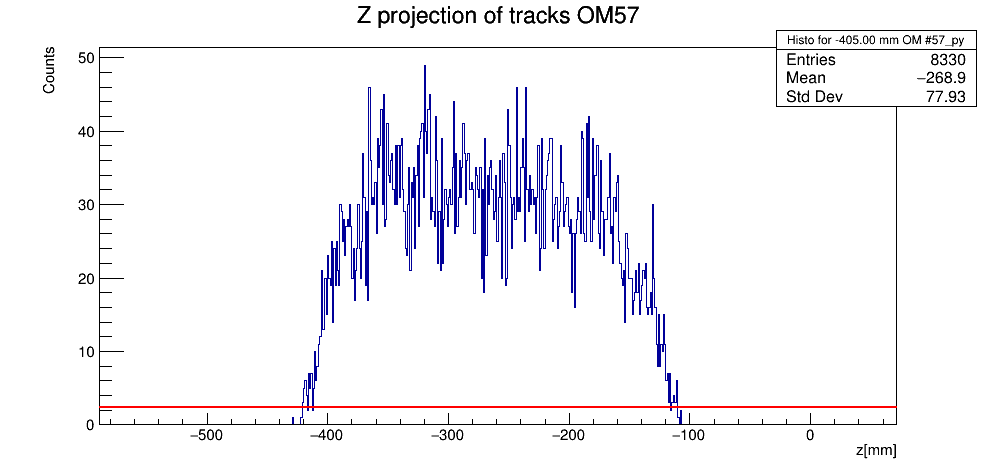 Z projection of tracks OM57
Histo for -405.00 mm OM #57_py
Entries 8330
Mean −268.9
Std Dev 77.93
Counts
50
40
30
20
10
0
−500 −400 −300 −200 −100 0
z[mm]